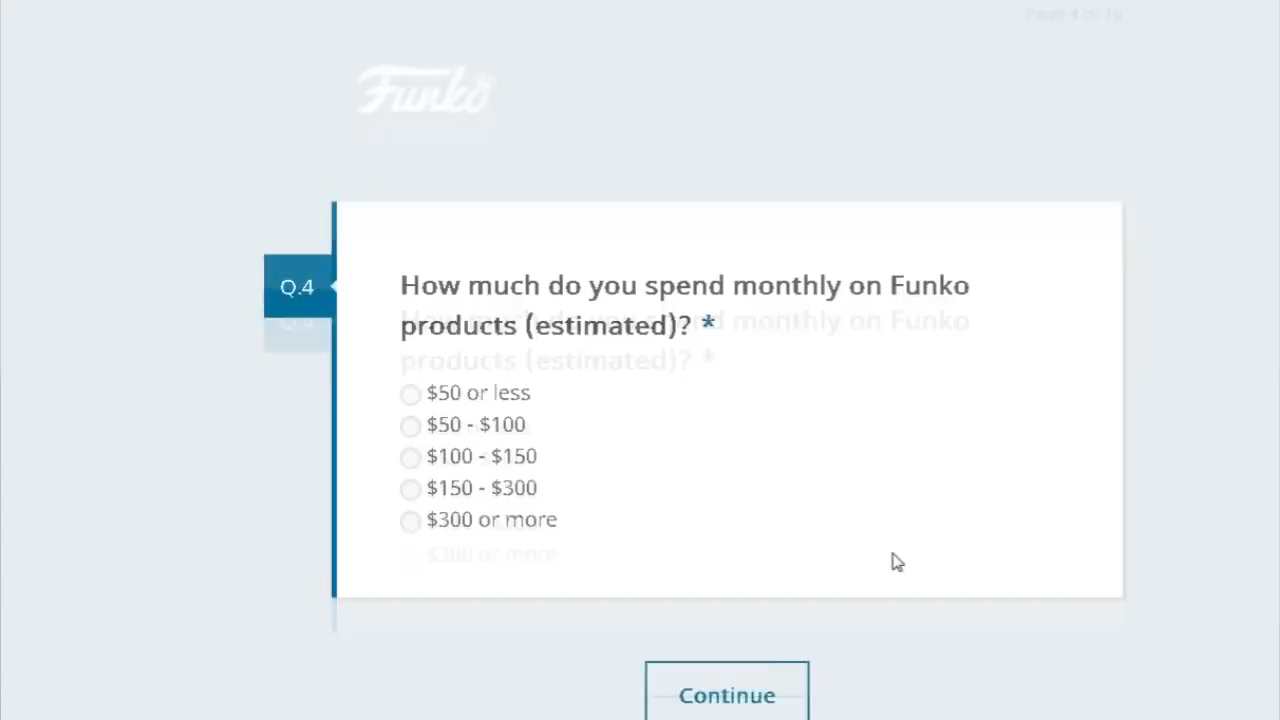 Funko
Q.4
How much do you spend monthly on Funko
products (estimated)? *
$50 or less
$50 - $100
$100 - $150
$150 - $300
$300 or more
Continue